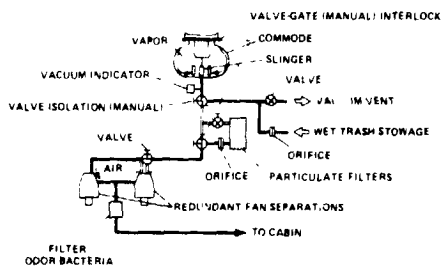 VALVE-GATE (MANUAL) INTERLOCK
VAPOR
COMMODE
SLINGER
VACUUM INDICATOR
VALVE
VALVE ISOLATION (MANUAL)
VENT
WET TRASH STOWAGE
VALVE
ORIFICE
AIR
ORIFICE
PARTICULATE FILTERS
REDUNDANT FAN SEPARATIONS
TO CABIN
FILTER
ODOR BACTERIA